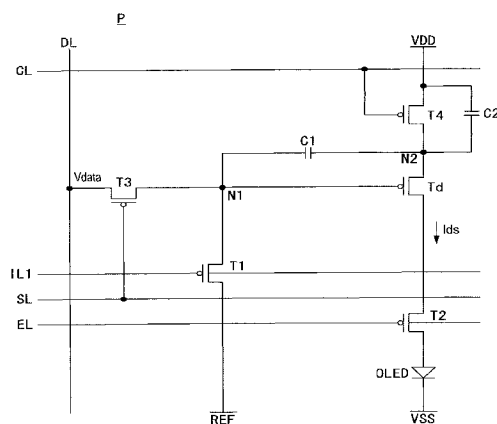 P
DL
VDD
CL
T4
C2
C1
N2
Vdata
T3
N1
Td
Ids
IL1
T1
SL
EL
T2
OLED
REF
VSS